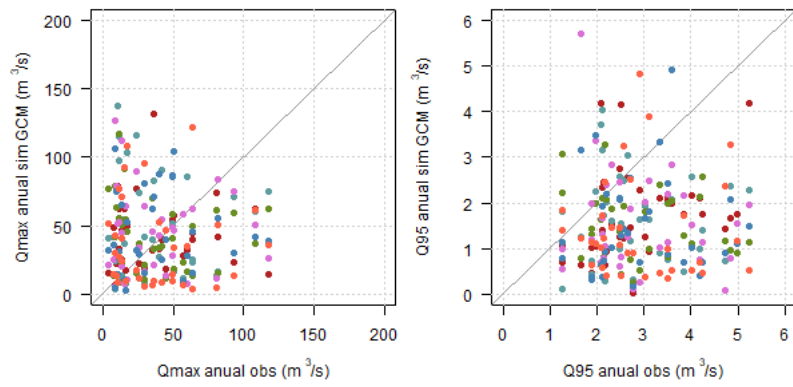 Qmax anual sim GCM (m ³/s)
200
150
100
50
0
0 50 100 150 200
Qmax anual obs (m ³/s)
Q95 anual sim GCM (m ³/s)
6
5
4
3
2
1
0
0 1 2 3 4 5 6
Q95 anual obs (m ³/s)